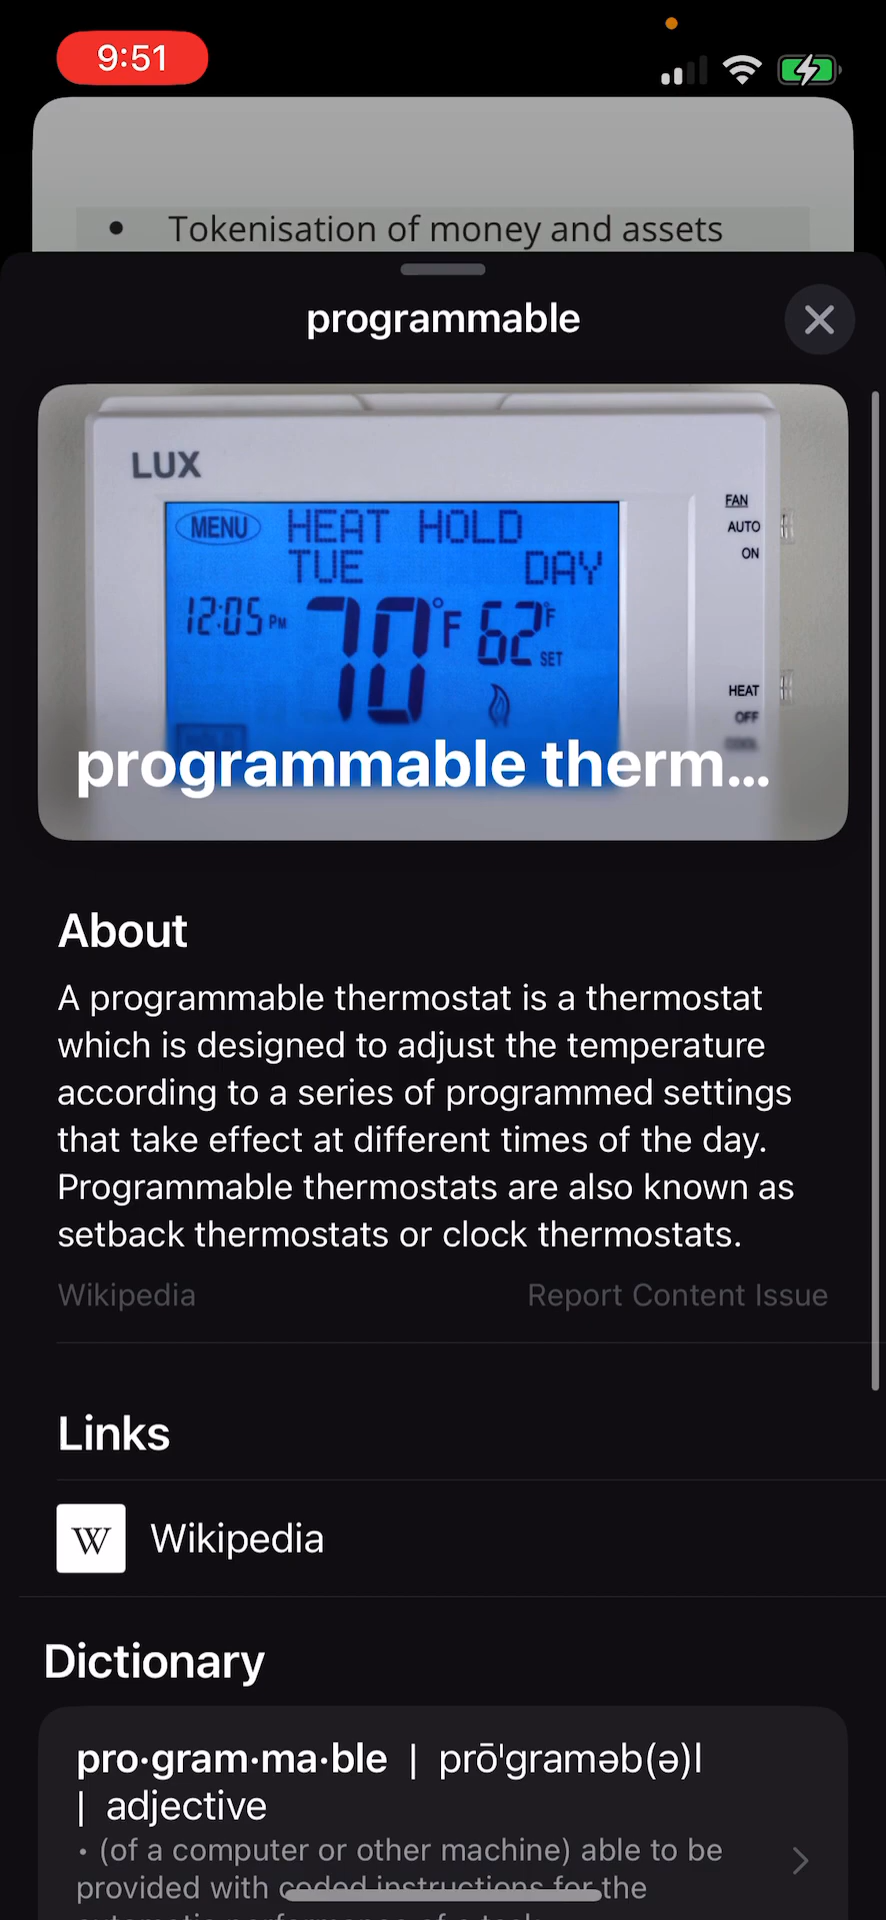 9:51
• Tokenisation of money and assets
programmable
LUX
MENU HEAT HOLD
TUE DAY
12:05 PM 70°F 62°F
SET
FAN
AUTO
ON
HEAT
OFF
COOL
programmable therm...
About
A programmable thermostat is a thermostat
which is designed to adjust the temperature
according to a series of programmed settings
that take effect at different times of the day.
Programmable thermostats are also known as
setback thermostats or clock thermostats.
Wikipedia Report Content Issue
Links
W Wikipedia
Dictionary
pro·gram·ma·ble | prōˈɡraməb(ə)l
| adjective
• (of a computer or other machine) able to be
provided with coded instructions for the